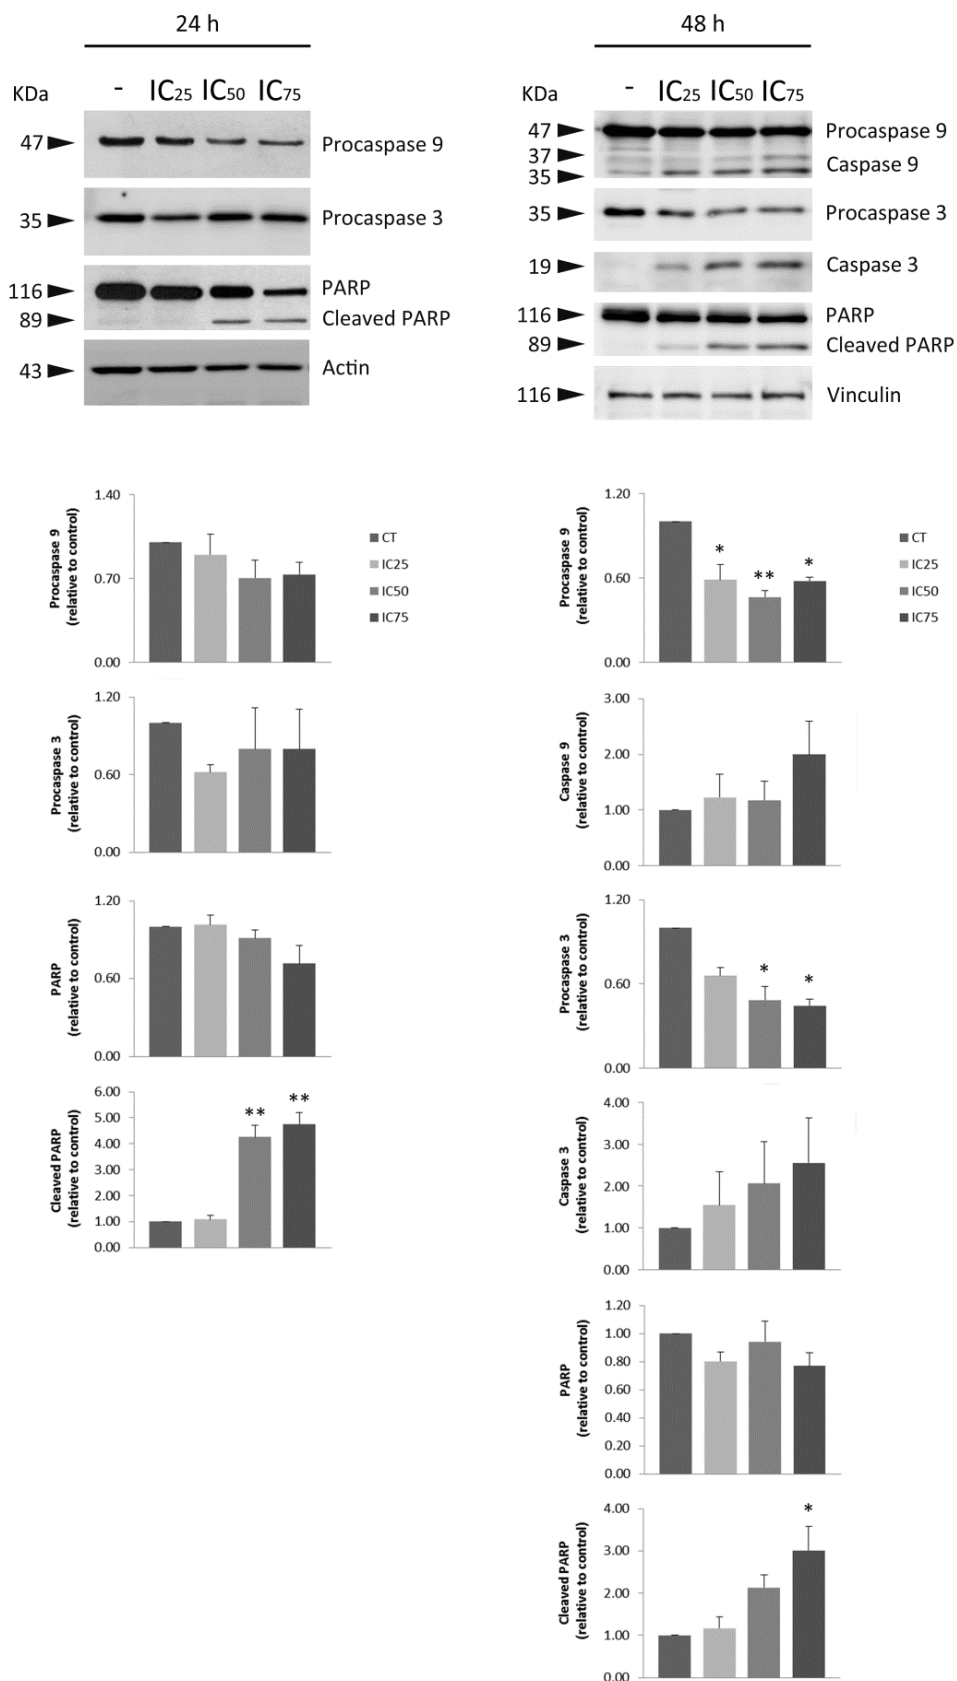 24 h
KDa
- IC25 IC50 IC75
47 Procaspase 9
35 Procaspase 3
116 PARP
89 Cleaved PARP
43 Actin
48 h
KDa
- IC25 IC50 IC75
47 Procaspase 9
37 Caspase 9
35
35 Procaspase 3
19 Caspase 3
116 PARP
89 Cleaved PARP
116 Vinculin
Procaspase 9
(relative to control)
1.40
0.70
0.00
CT
IC25
IC50
IC75
Procaspase 3
(relative to control)
1.20
0.60
0.00
PARP
(relative to control)
1.20
0.60
0.00
Cleaved PARP
(relative to control)
6.00
5.00
4.00
3.00
2.00
1.00
0.00
** **
Procaspase 9
(relative to control)
1.20
0.60
0.00
* ** *
CT
IC25
IC50
IC75
Caspase 9
(relative to control)
3.00
2.00
1.00
0.00
Procaspase 3
(relative to control)
1.20
0.60
0.00
* *
Caspase 3
(relative to control)
4.00
3.00
2.00
1.00
0.00
PARP
(relative to control)
1.20
1.00
0.80
0.60
0.40
0.20
0.00
Cleaved PARP
(relative to control)
4.00
3.00
2.00
1.00
0.00
*